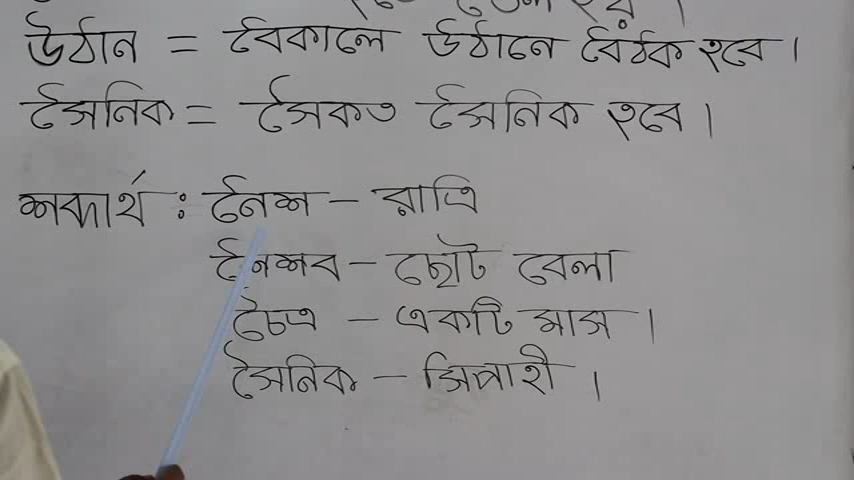 উঠান = বৈকালে উঠানে বৈঠক হবে ।
সৈনিক = সৈকত সৈনিক হবে ।
শব্দার্থ : নৈশ – রাত্রি
শৈশব – ছোট বেলা
চৈত্র – একটি মাস ।
সৈনিক – সিপাহী ।